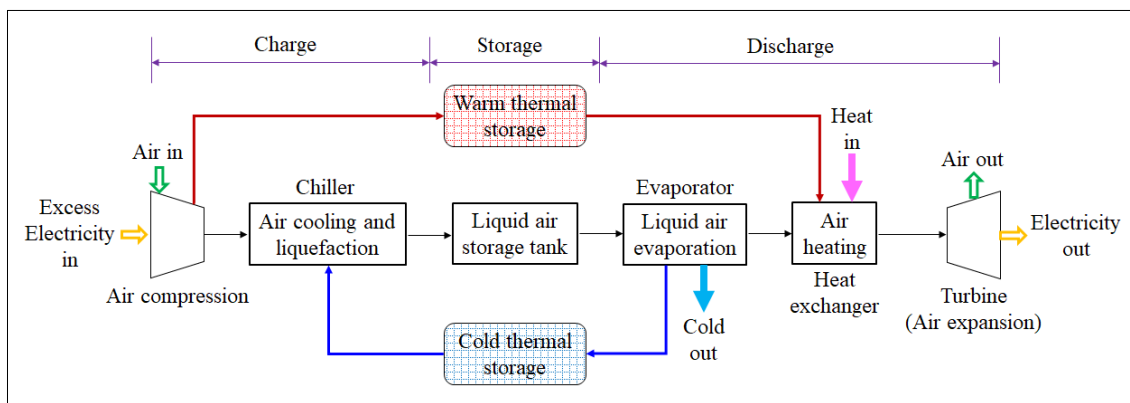 Charge
Storage
Discharge
Warm thermal
storage
Heat
in
Air in
Air out
Chiller
Evaporator
Excess
Electricity
in
Air cooling and
liquefaction
Liquid air
storage tank
Liquid air
evaporation
Air
heating
Electricity
out
Air compression
Heat
exchanger
Turbine
(Air expansion)
Cold
out
Cold thermal
storage